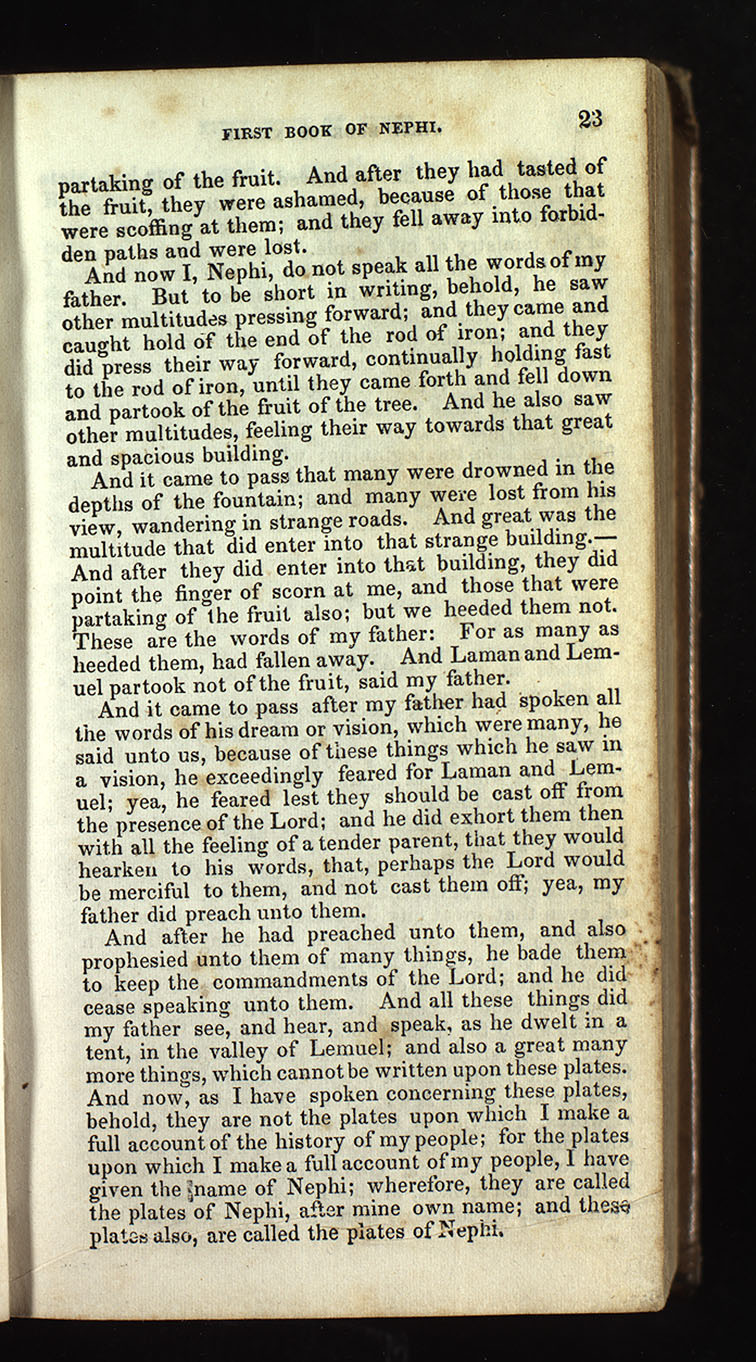 FIRST BOOK OF NEPHI. 23
partaking of the fruit. And after they had tasted of
the fruit, they were ashamed, because of those that
were scoffing at them; and they fell away into forbid-
den paths and were lost.
And now I, Nephi, do not speak all the words of my
father. But to be short in writing, behold, he saw
other multitudes pressing forward; and they came and
caught hold of the end of the rod of iron; and they
did press their way forward, continually holding fast
to the rod of iron, until they came forth and fell down
and partook of the fruit of the tree. And he also saw
other multitudes, feeling their way towards that great
and spacious building.
And it came to pass that many were drowned in the
depths of the fountain; and many were lost from his
view, wandering in strange roads. And great was the
multitude that did enter into that strange building.—
And after they did enter into that building, they did
point the finger of scorn at me, and those that were
partaking of the fruit also; but we heeded them not.
These are the words of my father: For as many as
heeded them, had fallen away. And Laman and Lem-
uel partook not of the fruit, said my father.
And it came to pass after my father had spoken all
the words of his dream or vision, which were many, he
said unto us, because of these things which he saw in
a vision, he exceedingly feared for Laman and Lem-
uel; yea, he feared lest they should be cast off from
the presence of the Lord; and he did exhort them then
with all the feeling of a tender parent, that they would
hearken to his words, that, perhaps the Lord would
be merciful to them, and not cast them off; yea, my
father did preach unto them.
And after he had preached unto them, and also
prophesied unto them of many things, he bade them
to keep the commandments of the Lord; and he did
cease speaking unto them. And all these things did
my father see, and hear, and speak, as he dwelt in a
tent, in the valley of Lemuel; and also a great many
more things, which cannot be written upon these plates.
And now, as I have spoken concerning these plates,
behold, they are not the plates upon which I make a
full account of the history of my people; for the plates
upon which I make a full account of my people, I have
given the name of Nephi; wherefore, they are called
the plates of Nephi, after mine own name; and these
plates also, are called the plates of Nephi.